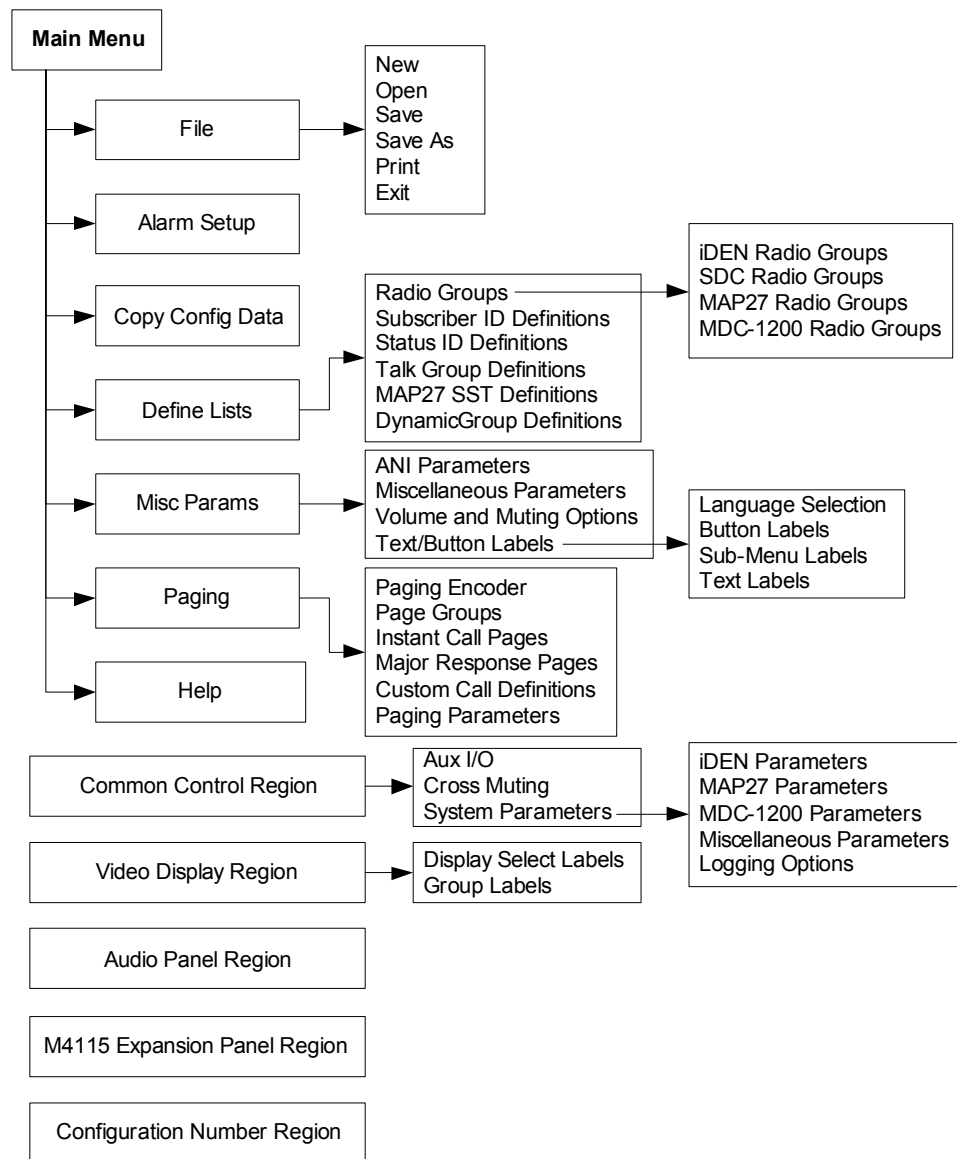 Main Menu
File
New
Open
Save
Save As
Print
Exit
Alarm Setup
Copy Config Data
Define Lists
Radio Groups
Subscriber ID Definitions
Status ID Definitions
Talk Group Definitions
MAP27 SST Definitions
DynamicGroup Definitions
iDEN Radio Groups
SDC Radio Groups
MAP27 Radio Groups
MDC-1200 Radio Groups
Misc Params
ANI Parameters
Miscellaneous Parameters
Volume and Muting Options
Text/Button Labels
Language Selection
Button Labels
Sub-Menu Labels
Text Labels
Paging
Paging Encoder
Page Groups
Instant Call Pages
Major Response Pages
Custom Call Definitions
Paging Parameters
Help
Common Control Region
Aux I/O
Cross Muting
System Parameters
iDEN Parameters
MAP27 Parameters
MDC-1200 Parameters
Miscellaneous Parameters
Logging Options
Video Display Region
Display Select Labels
Group Labels
Audio Panel Region
M4115 Expansion Panel Region
Configuration Number Region